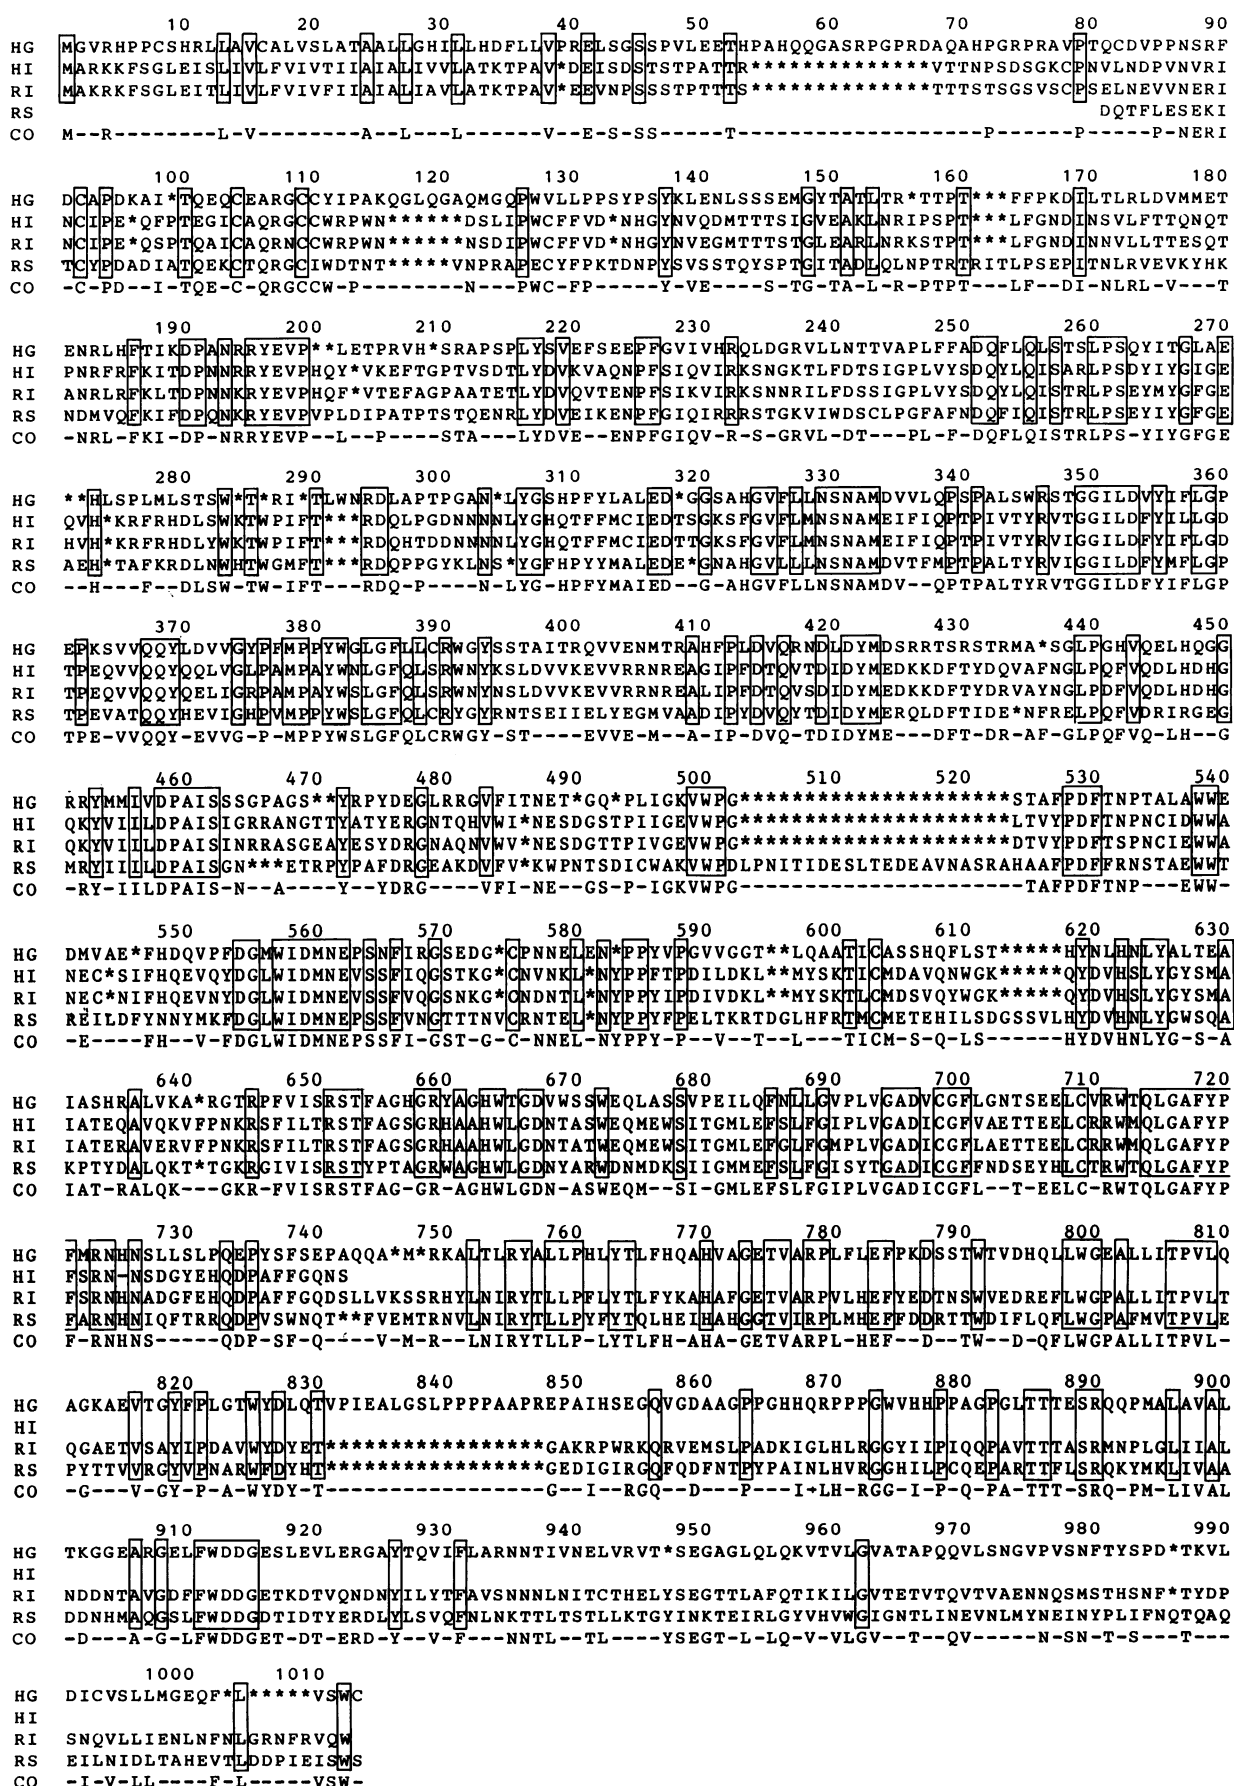 10 20 30 40 50 60 70 80 90
HG MGVRHPPCSHRLLAVCALVSLATAALLGHILLHDFLLVPRELSGSSPVLEETHPAHQQGASRPGPRDAQAHPGRPRAVPTQCDVPPNSRF
HI MARKKFSGLEISLIVLFVIVTIIAIALIVVLATKTPAV*DEISDSTSTPATTR**************VTTNPSDSGKCPNVLNDPVNVRI
RI MAKRKFSGLEITLIVLFVIVFIIAIALIAVLATKTPAV*EEVNPSSSTPTTTS**************TTTSTSGSVSCPSELNEVVNERI
RS DQTFLESEKI
CO M--R--------L-V--------A--L---L------V--E-SS-----T-------------------P------P-----P-NERI
100 110 120 130 140 150 160 170 180
HG DCAPDKAI*TQEQCEARGCCYIPAKQGLQGAQMGQPWVLLPPSYPSYKLENLSSSEMGYTATLTR*TTPT***FFPKDILTLRLDVMMET
HI NCIPE*QFPTEGICAQRGCCWRPWN******DSLIPWCFFVD*NHGYNVQDMTTTSIGVEAKLNRIPSPT***LFGNDINSVLFTTQNQT
RI NCIPE*QSPTQAICAQRNCCWRPWN******NSDIPWCFFVD*NHGYNVEGMTTTSTGLEARLNRKSTPT***LFGNDINNVLLTTESQT
RS TCYPDADIATQEKCTQRGCIWDTNT*****VNPRAPECYFPKTDNPYSVSSTQYSPTGITADLQLNPTRTRITLPSEPITNLRVEVKYHK
CO -C-PD--I-TQE-C-QRGCCW-P----------N---PWC-FP-----Y-VE----S-TG-TA-L-R-PTPT---LF--DI-NLRL-V---T
190 200 210 220 230 240 250 260 270
HG ENRLHFTIKDPANRRYEVP**LETPRVH*SRAPSPLYSVEFSEEPFGVIVHRQLDGRVLLNTTVAPLFFADQFLQLSTSLPSQYITGLAE
HI PNRFRFKITDPNNRRYEVPHQY*VKEFTGPTVSDTLYDVKVAQNPFSIQVIRKSNGKTLFDTSIGPLVYSDQYLQISARLPSDYIYGIGE
RI ANRLRFKLTDPNNKRYEVPHQF*VTEFAGPAATETLYDVQVTENPFSIKVIRKSNNRILFDSSIGPLVYSDQYLQISTRLPSEYMYGFGE
RS NDMVQFKIFDPQNKRYEVPVPLDIPATPTSTQENRLYDVEIKENPFGIQIRRRSTGKVIWDSCLPGFAFNDQFIQISTRLPSEYIYGFGE
CO -NRL-FKI-DP-NRRYEVP--L--P----STA--LYDVE--ENPFGIQV-R-S-GRVL-DT---PL-F-DQFLQISTRLPS-YIYGFGE
280 290 300 310 320 330 340 350 360
HG **HLSPLMLSTSW*T*RI*TLWNRDLAPTPGAN*LYGSHPFYLALED*GGSAHGVFLLNSNAMDVVLQPSPALSWRSTGGILDVYIFLGP
HI QVH*KRFRHDLSWKTWPIFT***RDQLPGDNNNNLYGHQTFFMCIEDTSGKSFGVFLMNSNAMEIFIQPTPIVTYRVTGGILDFYILLGD
RI HVH*KRFRHDLYWKTWPIFT***RDQHTDDNNNNLYGHQTFFMCIEDTTGKSFGVFLMNSNAMEIFIQPTPIVTYRVIGGILDFYIFLGD
RS AEH*TAFKRDLNWHTWGMFT***RDQPPGYKLNS*YGFHPFYMALEDE*GNAHGVLLLNSNAMDVTFMPTPALTYRVIGGILDFYMFLGP
CO --H---F--DLSW-TW-IFT---RDQ-P----N--YG-HPFYMALED--G-AHGVFLLNSNAMDV--QPTPALTYRVTGGILDFYIFLGP
370 380 390 400 410 420 430 440 450
HG EPKSVVQQYLDVVGYPFMPPYWGLGFLLCRWGYSSTAITRQVVENMTRAHFPLDVQRNDLDYMDSRRTSRSTRMA*SGLPGHVQELHQGG
HI TPEQVVQQYQQLVGLPAMPAYWNLGFQLSRWNYKSLDVVKEVVRRNREAGIPFDTQVTDIDYMEDKKDFTYDQVAFNGLPQFVQDLHDHG
RI TPEQVVQQYQELIGRPAMPAYWSLGFQLSRWNYNSLDVVKEVVRRNREALIPFDTQVSDIDYMEDKKDFTYDRVAYNGLPDFVQDLHDHG
RS TPEVATQQYHEVIGHPVMPPYWSLGFQLCRYGYRNTSEIIELYEGMVAADIPYDVQYTDIDYMERQLDFTIDE*NFRELPQFVDRIRGEG
CO TPE-VVQQY-EVVG-P-MPPYWSLGFQLCRWGY-ST----EVVE-M--A-IP-DVQ-TDIDYME---DFT-DR-AF-GLPQFVQ-LH--G
460 470 480 490 500 510 520 530 540
HG RRYMMIVDPAISSSGPAGS**YRPYDEGLRRGVFITNET*GQ*PLIGKVWPG*********************STAFPDFTNPTALAWWE
HI QKYVIILDPAISIGRRANGTTYATYERGNTQHVWI*NESDGSTPIIGEVWPG*********************LTVYPDFTNPNCIDWWA
RI QKYVIILDPAISINRRASGEAYESYDRGNAQNVWV*NESDGTTPIVGEVWPG*********************DTVYPDFTSPNCIEWWA
RS MRYIIILDPAISGN***ETRPYPAFDRGEAKDVFV*KWPNTSDICWAKVWPDLPNITIDESLTEDEAVNASRAHAAFPDFFRNSTAEWWT
CO -RY-IILDPAIS-N--A----Y--YDRG----VFI-NE--GS-P-IGKVWPG---------------------TAFPDFTNP---EWW-
550 560 570 580 590 600 610 620 631
HG DMVAE*FHDQVPFDGMWIDMNEPSNFIRGSEDG*CPNNELEN*PPYVPGVVGGT**LQAATICASSHQFLST*****HYNLHNLYALTEA
HI NEC*SIFHQEVQYDGLWIDMNEVSSFIQGSTKG*CNVNKL*NYPPFTPDILDKL**MYSKTICMDAVQNWGK*****QYDVHSLYGYSMA
RI NEC*NIFHQEVNYDGLWIDMNEVSSFVQGSNKG*CNDNTL*NYPPYIPDIVDKL**MYSKTLCMDSVQYWGK*****QYDVHSLYGYSMA
RS REILDFYNNYMKFDGLWIDMNEPSSFVNGTTTNVCRNTEL*NYPPYFPELTKRTDGLHFRTMCMETEHILSDGSSVLHYDVHNLYGWSQA
CO -E----FH--V-FDGLWIDMNEPSSFI-GST-G-C-NNEL-NYPPY-P--V--T--L---TICM-S-Q-LS------HYDVHNLYG-S-A
640 650 660 670 680 690 700 710 720
HG IASHRALVKA*RGTRPFVISRSTFAGHGRYAGHWTGDVWSSWEQLASSVPEILQFNLLGVPLVGADVCGFLGNTSEELCVRWTQLGAFYP
HI IATEQAVQKVFPNKRSFILTRSTFAGSGRHAAHWLGDNTASWEQMEWSITGMLEFSLFGIPLVGADICGFVAETTEELCRRWMQLGAFYP
RI IATERAVERVFPNKRSFILTRSTFAGSGRHAAHWLGDNTATWEQMEWSITGMLEFGLFGMPLVGADICGFLAETTEELCRRWMQLGAFYP
RS KPTYDALQKT*TGKRGIVISRSTYPTAGRWAGHWLGDNYARWDNMDKSIIGMMEFSLFGISYTGADICGFFNDSEYHLCTRWTQLGAFYP
CO IAT-RALQK---GKR-FVISRSTFAG-GR-AGHWLGDN-ASWEQM--SI-GMLEFSLFGIPLVGADICGFL--T-EELC-RWTQLGAFYP
730 740 750 760 770 780 790 800 810
HG FMRNHNSLLSLPQEPYSFSEPAQQA*M*RKALTLRYALLPHLYTLFHQAHVAGETVARPLFLEFPKDSSTWTVDHQLLWGEALLITPVLQ
HI FSRN-NSDGYEHQDPAFFGQNS
RI FSRNHNADGFEHQDPAFFGQDSLLVKSSRHYLNIRYTLLPFLYTLFYKAHAFGETVARPVLHEFYEDTNSWVEDREFLWGPALLITPVLT
RS FARNHNIQFTRRQDPVSWNQT**FVEMTRNVLNIRYTLLPYFYTQLHEIHAHGGTVIRPLMHEFFDDRTTWDIFLQFLWGPAFMVTPVLE
CO F-RNHNS-----QDP-SF-Q------V-M-R--LNIRYTLLP-LYTLFH-AHA-GETVARPL-HEF--D--TW--D-QFLWGPALLITPVL-
820 830 840 850 860 870 880 890 900
HG AGKAEVTGYFPLGTWYDLQTVPIEALGSLPPPPAAPREPAIHSEGQVGDAAGPPGHHQRPPPGWVHHPPAGPGLTTTESRQQPMALAVAL
HI
RI QGAETVSAYIPDAVWYDYET*****************GAKRPWRKQRVEMSLPADKIGLHLRGGYIIPIQQPAVTTTASRMNPLGLIIAL
RS PYTTVVRGYVPNARWFDYHT*****************GEDIGIRGQFQDFNTPYPAINLHVRGGHILPCQEPARTTFLSRQKYMKLIVAA
CO -G---V-GY-P-A-WYDY-T-----------------G--I--RGQ--D---P---I-LH-RGG-I-P-Q-PA-TTT-SRQ-PM-LIVAL
910 920 930 940 950 960 970 980 990
HG TKGGEARGELFWDDGESLEVLERGAYTQVIFLARNNTIVNELVRVT*SEGAGLQLQKVTVLGVATAPQQVLSNGVPVSNFTYSPD*TKVL
HI
RI NDDNTAVGDFFWDDGETKDTVQNDNYILYTFAVSNNNLNITCTHELYSEGTTLAFQTIKILGVTETVTQVTVAENNQSMSTHSNF*TYDP
RS DDNHMAQGSLFWDDGDTIDTYERDLYLSVQFNLNKTTLTSTLLKTGYINKTEIRLGYVHVWGIGNTLINEVNLMYNEINYPLIFNQTQAQ
CO -D---A-G-LFWDDGET-DT-ERD-Y--V-F---NNTL--TL----YSEGT-L-LQ-V-VLGV--T--QV-----N-SN-T-S---T---
1000 1010
HG DICVSLLMGEQF*L*****VSWC
HI
RI SNQVLLIENLNFNLGRNFRVQW
RS EILNIDLTAHEVTLDDPIEISWS
CO -I-V-LL----F-L-----VSW-